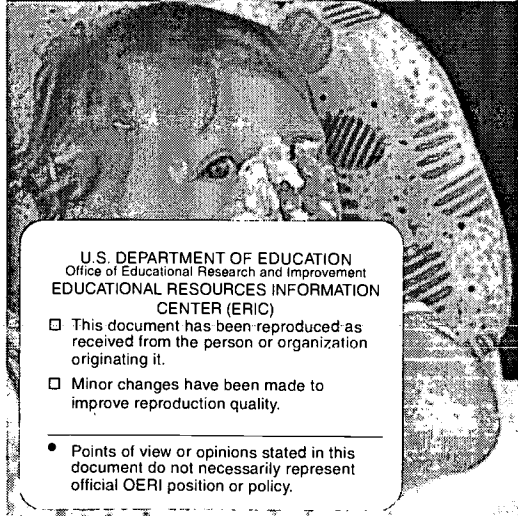 U.S. DEPARTMENT OF EDUCATION
Office of Educational Research and Improvement
EDUCATIONAL RESOURCES INFORMATION
CENTER (ERIC)
This document has been reproduced as
received from the person or organization
originating it.
Minor changes have been made to
improve reproduction quality.
Points of view or opinions stated in this
document do not necessarily represent
official OERI position or policy.